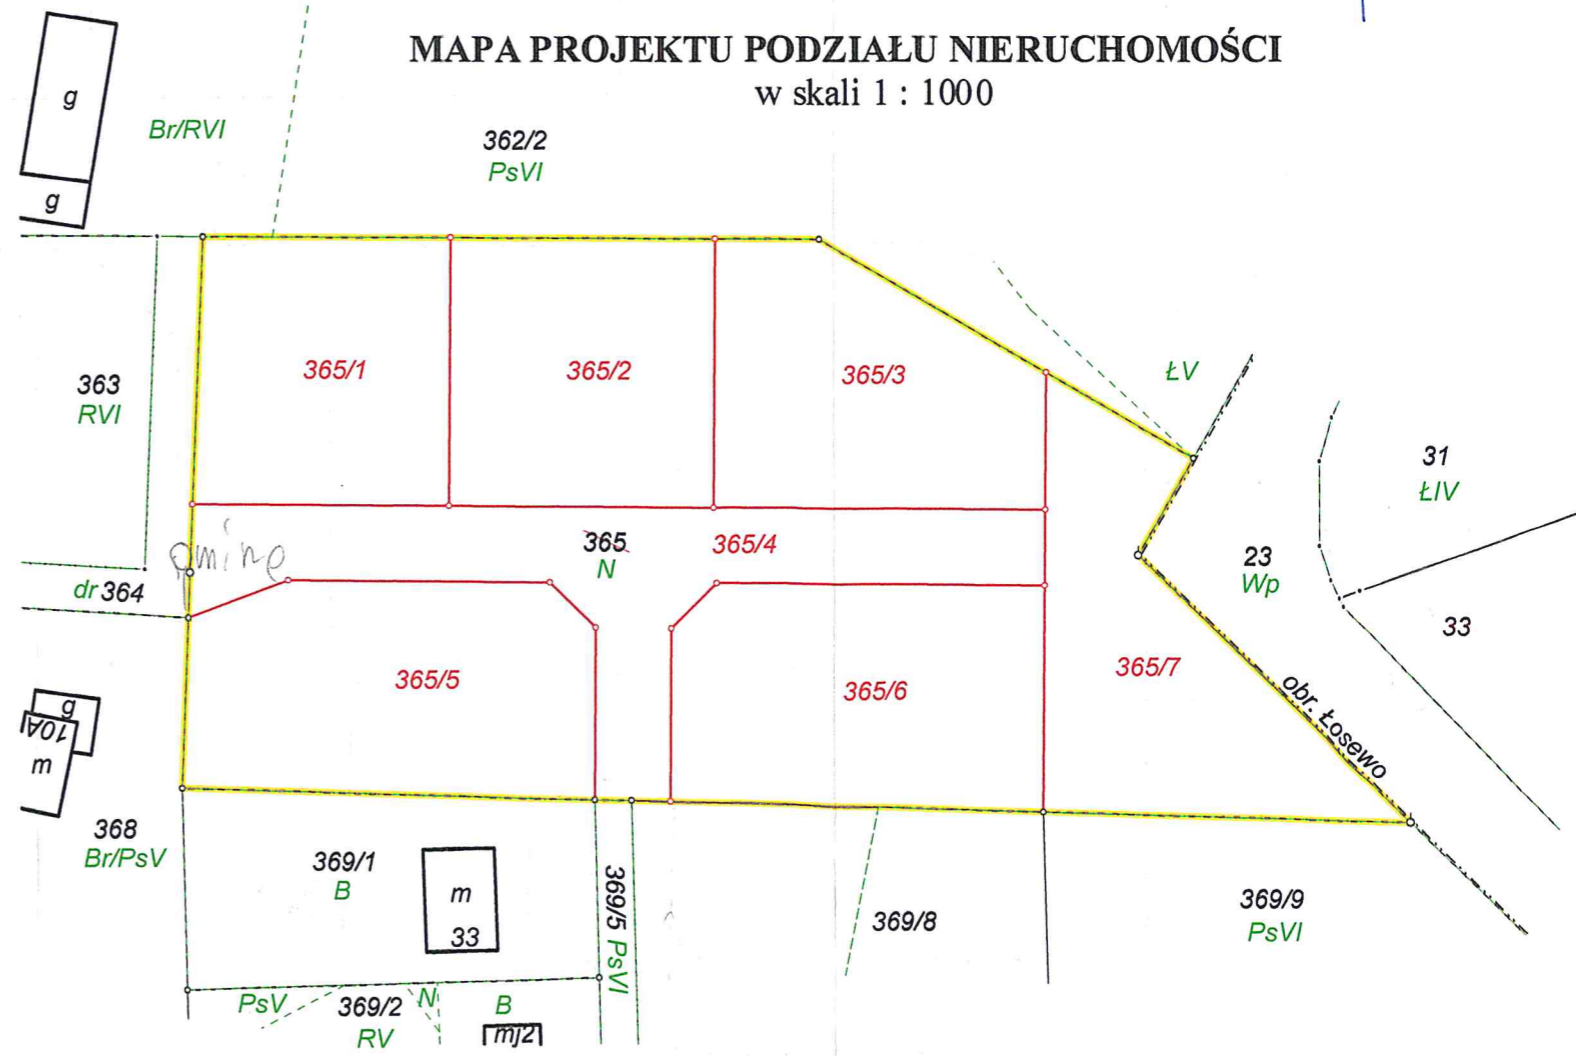 MAPA PROJEKTU PODZIAŁU NIERUCHOMOŚCI
w skali 1 : 1000
g
Br/RVI
362/2
PsVI
g
365/1
365/2
365/3
363
RVI
ŁV
31
ŁIV
365
N
365/4
gmine
dr 364
23
Wp
33
365/5
365/6
365/7
obr. Łosewo
g
10A
m
368
Br/PsV
369/1
B
m
33
369/5 PsVI
369/8
369/9
PsVI
PsV
369/2
RV
N
B
mj2